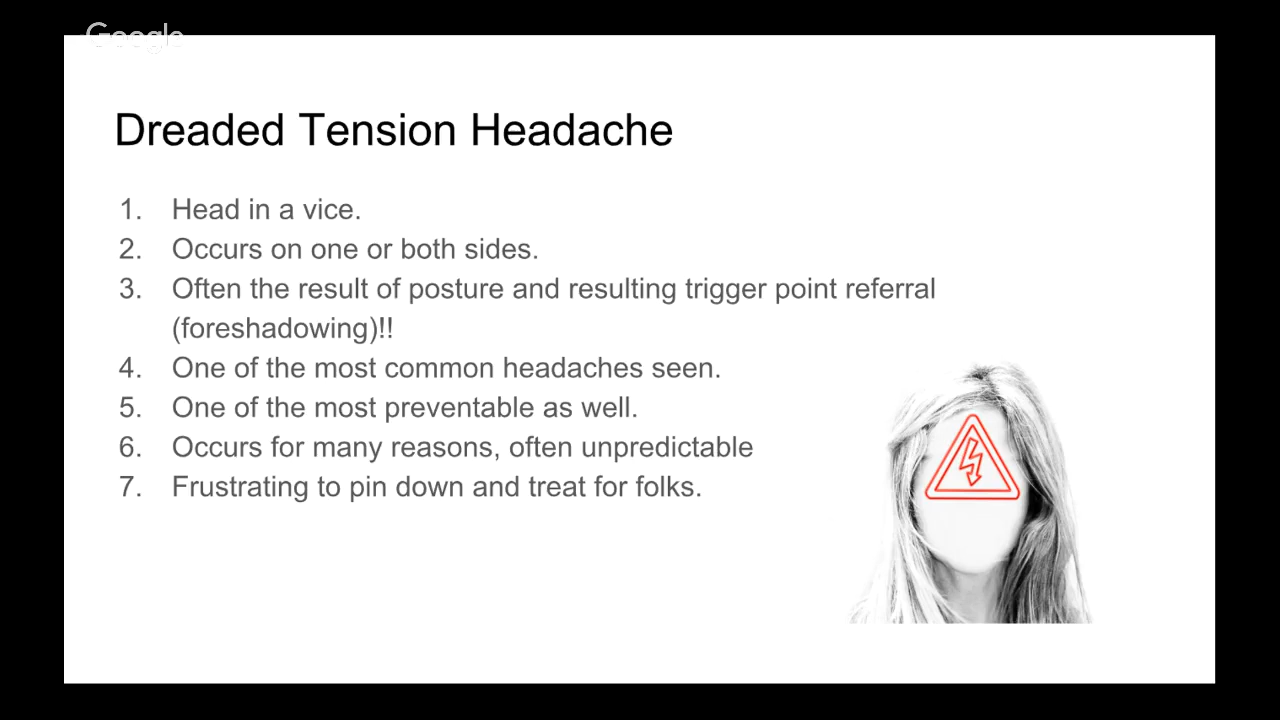 Google
Dreaded Tension Headache
1. Head in a vice.
2. Occurs on one or both sides.
3. Often the result of posture and resulting trigger point referral
(foreshadowing)!!
4. One of the most common headaches seen.
5. One of the most preventable as well.
6. Occurs for many reasons, often unpredictable
7. Frustrating to pin down and treat for folks.